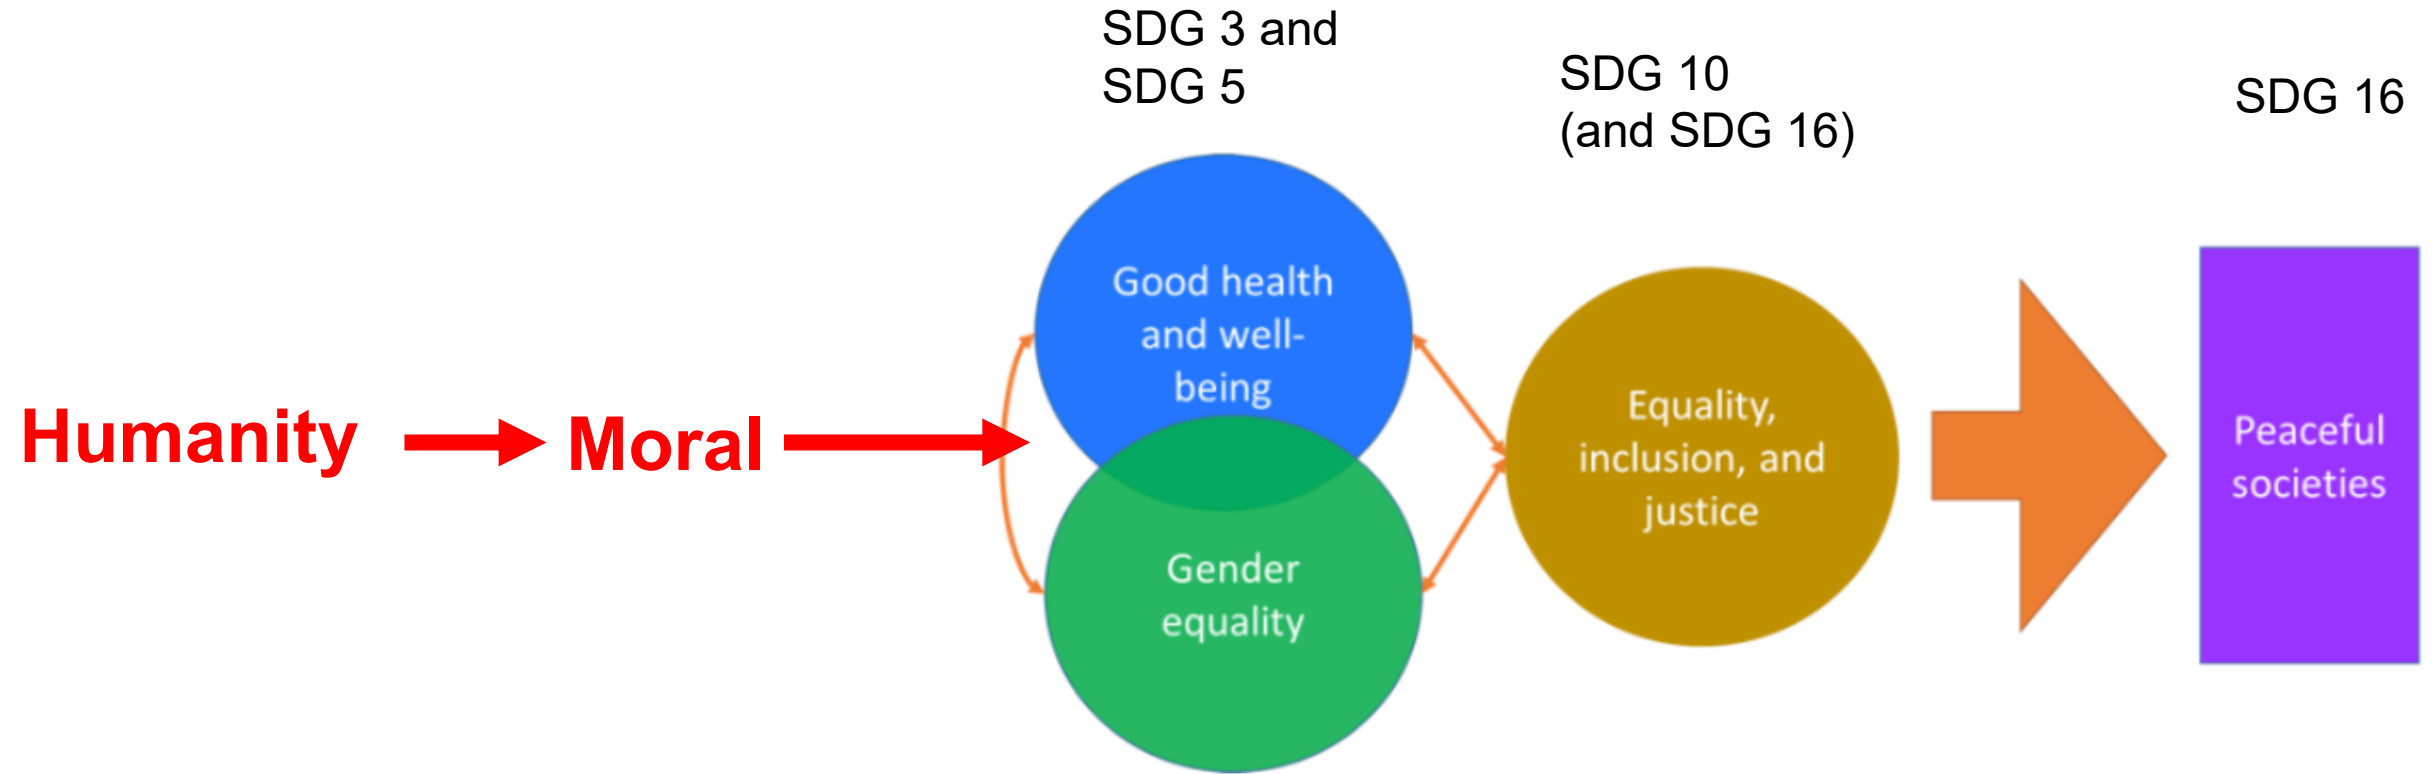 SDG 3 and
SDG 5
SDG 10
(and SDG 16)
SDG 16
Humanity
Moral
Good health
and well-
being
Gender
equality
Equality,
inclusion, and
justice
Peaceful
societies